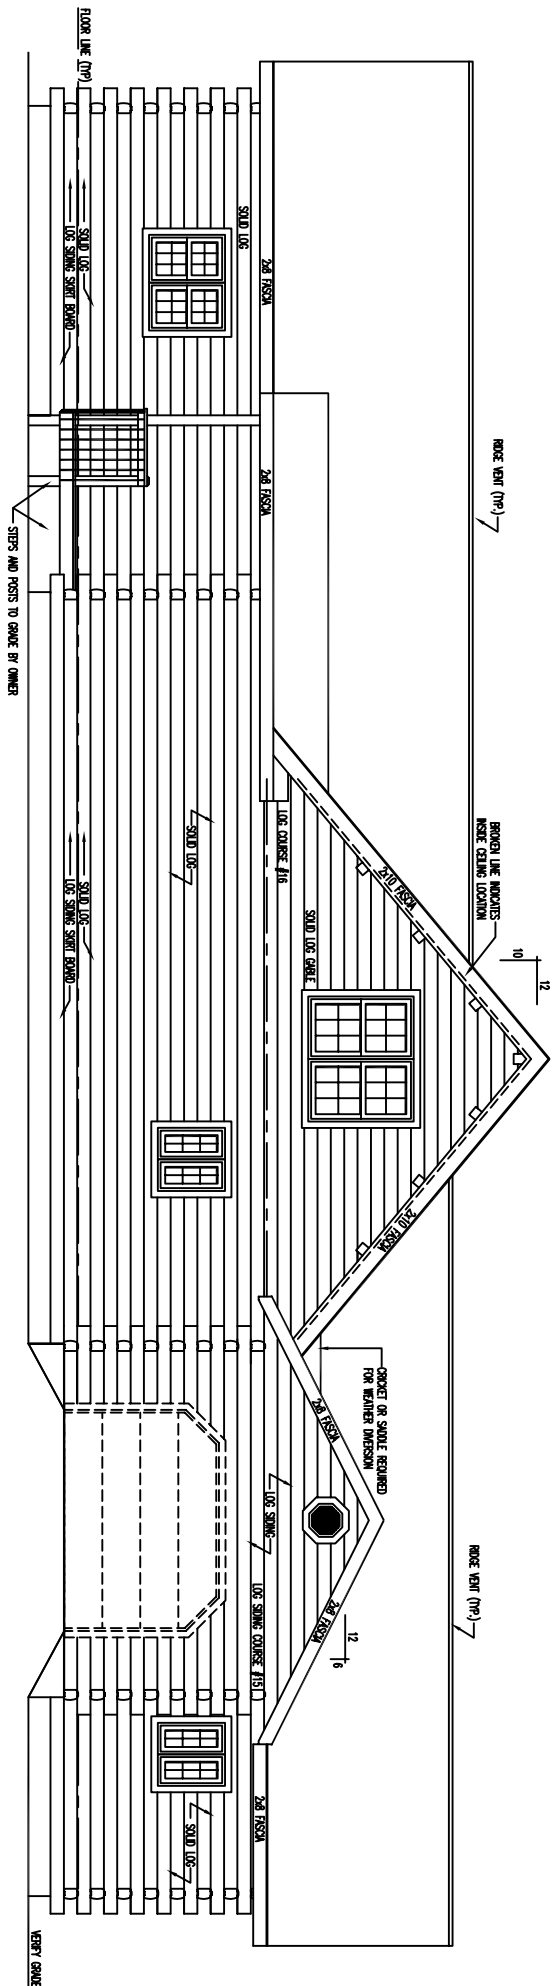 FLOOR LINE (TYP)
SOLID LOG
LOG SIDING SKIRT BOARD
SOLID LOG
2x8 FASCIA
RIDGE VENT (TYP.)
2x8 FASCIA
STEPS AND POSTS TO GRADE BY OWNER
BROKEN LINE INDICATES
INSIDE CEILING LOCATION
12
10
2x10 FASCIA
LOG COURSE #16
SOLID LOG GABLE
SOLID LOG
SOLID LOG
LOG SIDING SKIRT BOARD
2x10 FASCIA
CRICKET OR SADDLE REQUIRED
FOR WEATHER DIVERSION
2x8 FASCIA
LOG SIDING
RIDGE VENT (TYP.)
2x8 FASCIA
12
6
LOG SIDING COURSE #15
2x8 FASCIA
SOLID LOG
VERIFY GRADE